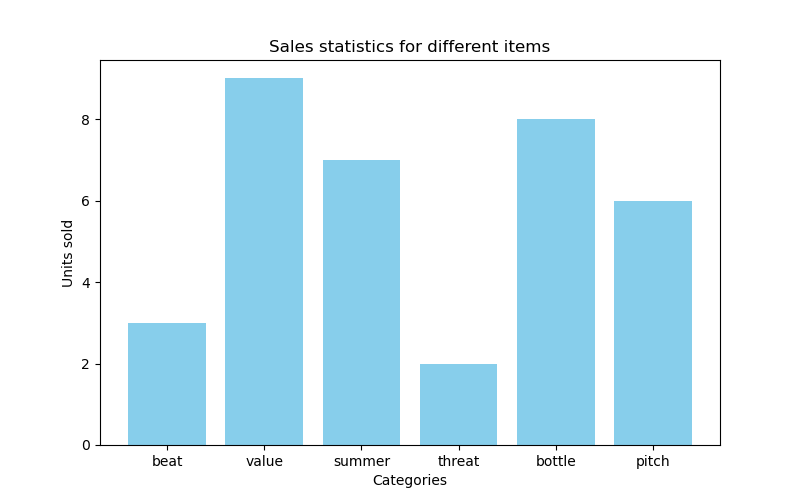 Sales statistics for different items
Units sold
8
6
4
2
0
beat value summer threat bottle pitch
Categories